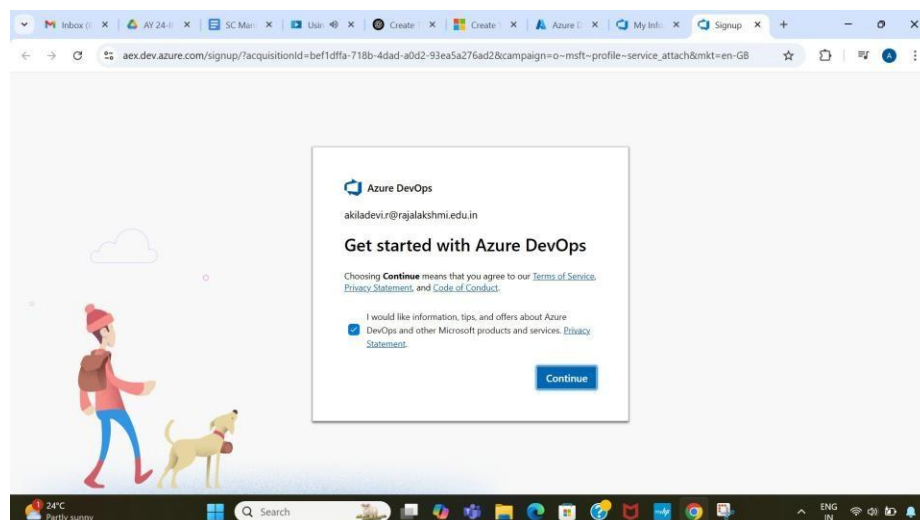 Inbox (
AY 24-
SC Mar
Usin
Create
Create
Azure D
My Info
Signup
aex.dev.azure.com/signup/?acquisitionId=bef1dffa-718b-4dad-a0d2-93ea5a276ad2&campaign=o~msft~profile~service_attach&mkt=en-GB
A
Azure DevOps
akiladevi.r@rajalakshmi.edu.in
Get started with Azure DevOps
Choosing Continue means that you agree to our Terms of Service,
Privacy Statement, and Code of Conduct.
I would like information, tips, and offers about Azure
DevOps and other Microsoft products and services. Privacy
Statement.
Continue
1
24°C
Partly sunny
Search
ENG
IN